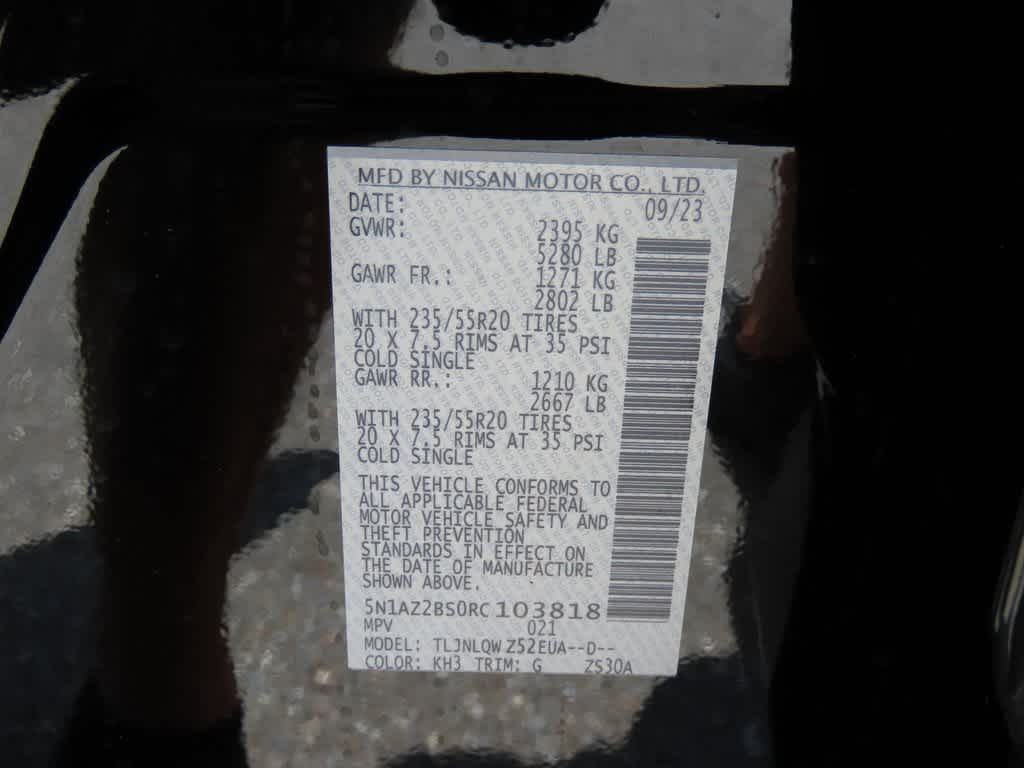 MFD BY NISSAN MOTOR CO., LTD.
DATE: 09/23
GVWR: 2395 KG
5280 LB
GAWR FR.: 1271 KG
2802 LB
WITH 235/55R20 TIRES
20 X 7.5 RIMS AT 35 PSI
COLD SINGLE
GAWR RR.: 1210 KG
2667 LB
WITH 235/55R20 TIRES
20 X 7.5 RIMS AT 35 PSI
COLD SINGLE
THIS VEHICLE CONFORMS TO
ALL APPLICABLE FEDERAL
MOTOR VEHICLE SAFETY AND
THEFT PREVENTION
STANDARDS IN EFFECT ON
THE DATE OF MANUFACTURE
SHOWN ABOVE.
5N1AZ2BS0RC103818
MPV 021
MODEL: TLJNLQWZ52EUA--D--
COLOR: KH3 TRIM: G ZS30A